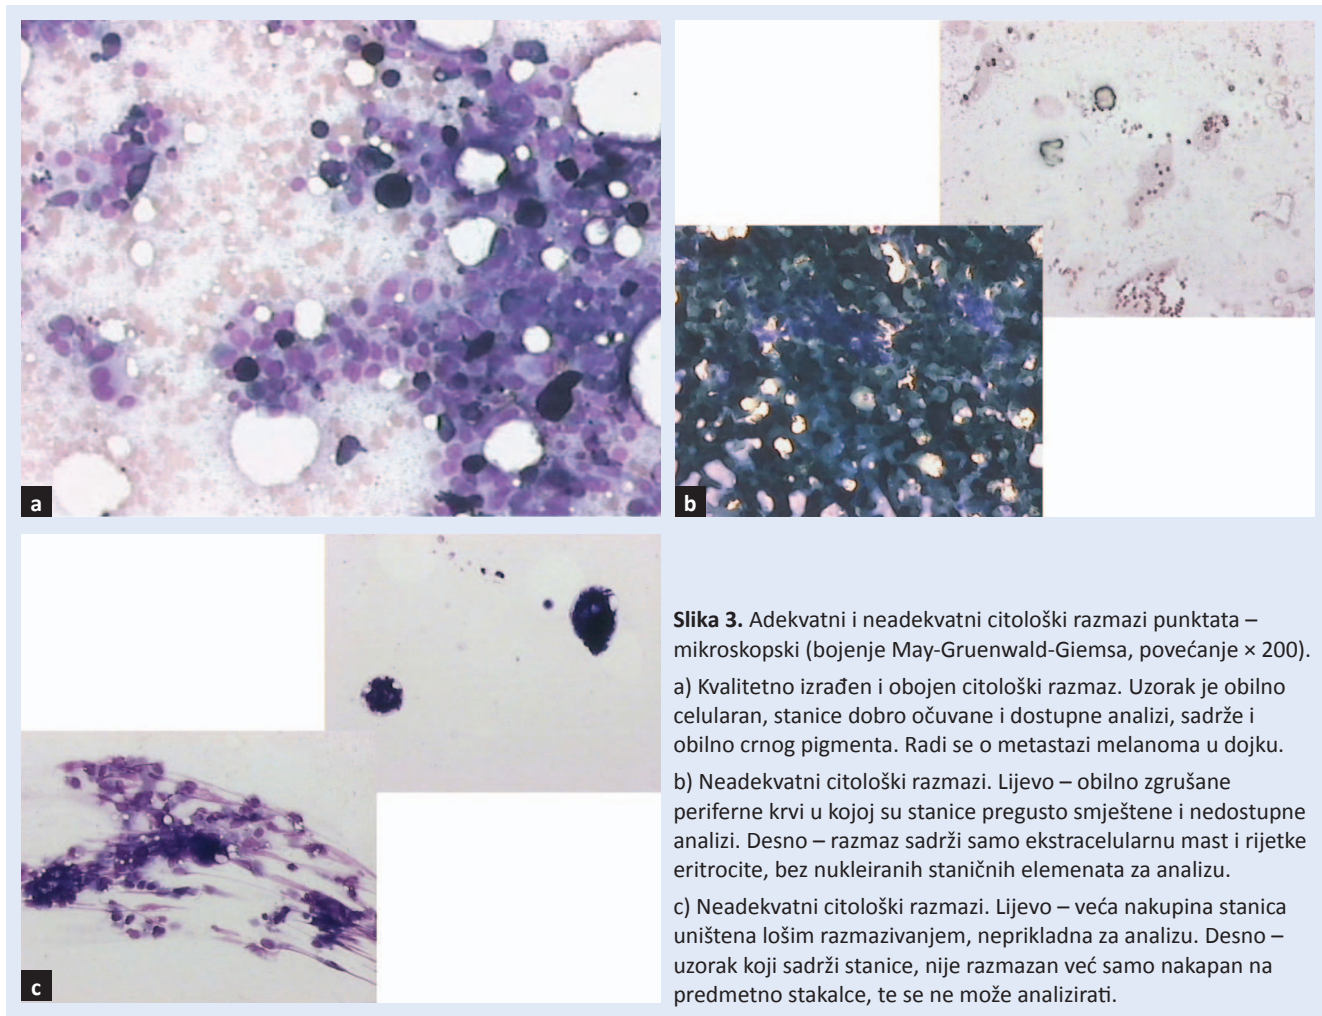 a
b
c
Slika 3. Adekvatni i neadekvatni citološki razmazi punktata –
mikroskopski (bojenje May-Gruenwald-Giemsa, povećanje × 200).
a) Kvalitetno izrađen i obojen citološki razmaz. Uzorak je obilno
celularan, stanice dobro očuvane i dostupne analizi, sadrže i
obilno crnog pigmenta. Radi se o metastazi melanoma u dojku.
b) Neadekvatni citološki razmazi. Lijevo – obilno zgrušane
periferne krvi u kojoj su stanice pregusto smještene i nedostupne
analizi. Desno – razmaz sadrži samo ekstracelularnu mast i rijetke
eritrocite, bez nukleiranih staničnih elemenata za analizu.
c) Neadekvatni citološki razmazi. Lijevo – veća nakupina stanica
uništena lošim razmazivanjem, neprikladna za analizu. Desno –
uzorak koji sadrži stanice, nije razmazan već samo nakapan na
predmetno stakalce, te se ne može analizirati.